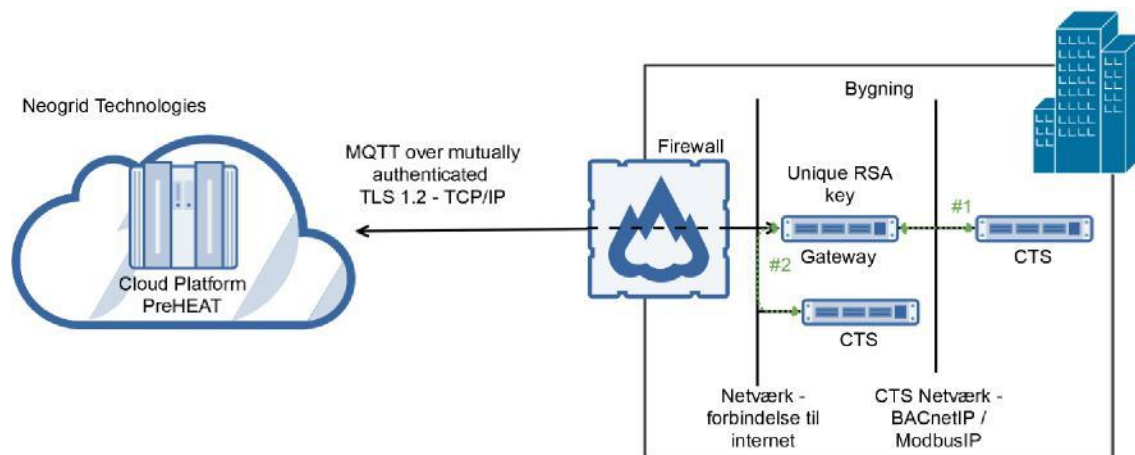 Neogrid Technologies
Cloud Platform
PreHEAT
MQTT over mutually
authenticated
TLS 1.2 - TCP/IP
Firewall
Bygning
Unique RSA
key
Gateway
#1
CTS
#2
CTS
Netværk -
forbindelse til
internet
CTS Netværk -
BACnetIP /
ModbusIP